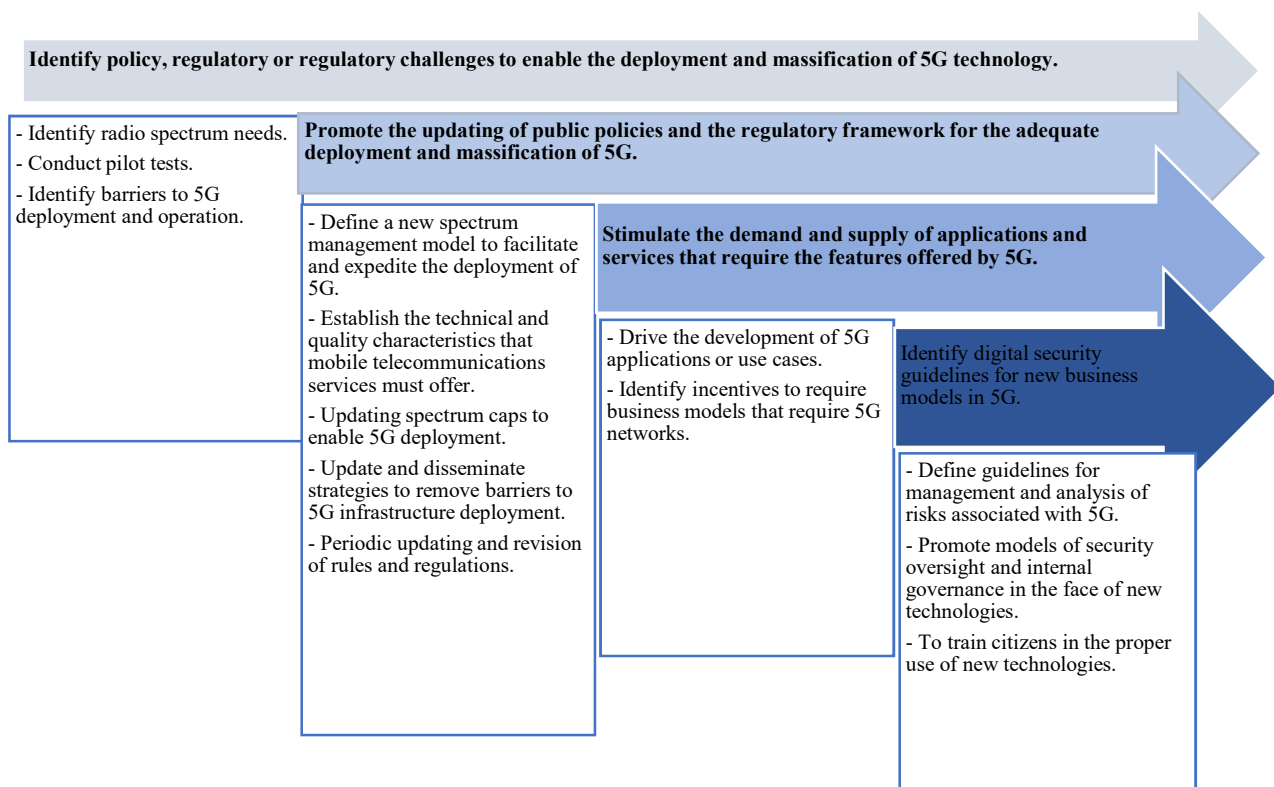 Identify policy, regulatory or regulatory challenges to enable the deployment and massification of 5G technology.
- Identify radio spectrum needs.
- Conduct pilot tests.
- Identify barriers to 5G
deployment and operation.
Promote the updating of public policies and the regulatory framework for the adequate
deployment and massification of 5G.
- Define a new spectrum
management model to facilitate
and expedite the deployment of
5G.
- Establish the technical and
quality characteristics that
mobile telecommunications
services must offer.
- Updating spectrum caps to
enable 5G deployment.
- Update and disseminate
strategies to remove barriers to
5G infrastructure deployment.
- Periodic updating and revision
of rules and regulations.
Stimulate the demand and supply of applications and
services that require the features offered by 5G.
- Drive the development of 5G
applications or use cases.
- Identify incentives to require
business models that require 5G
networks.
Identify digital security
guidelines for new business
models in 5G.
- Define guidelines for
management and analysis of
risks associated with 5G.
- Promote models of security
oversight and internal
governance in the face of new
technologies.
- To train citizens in the proper
use of new technologies.